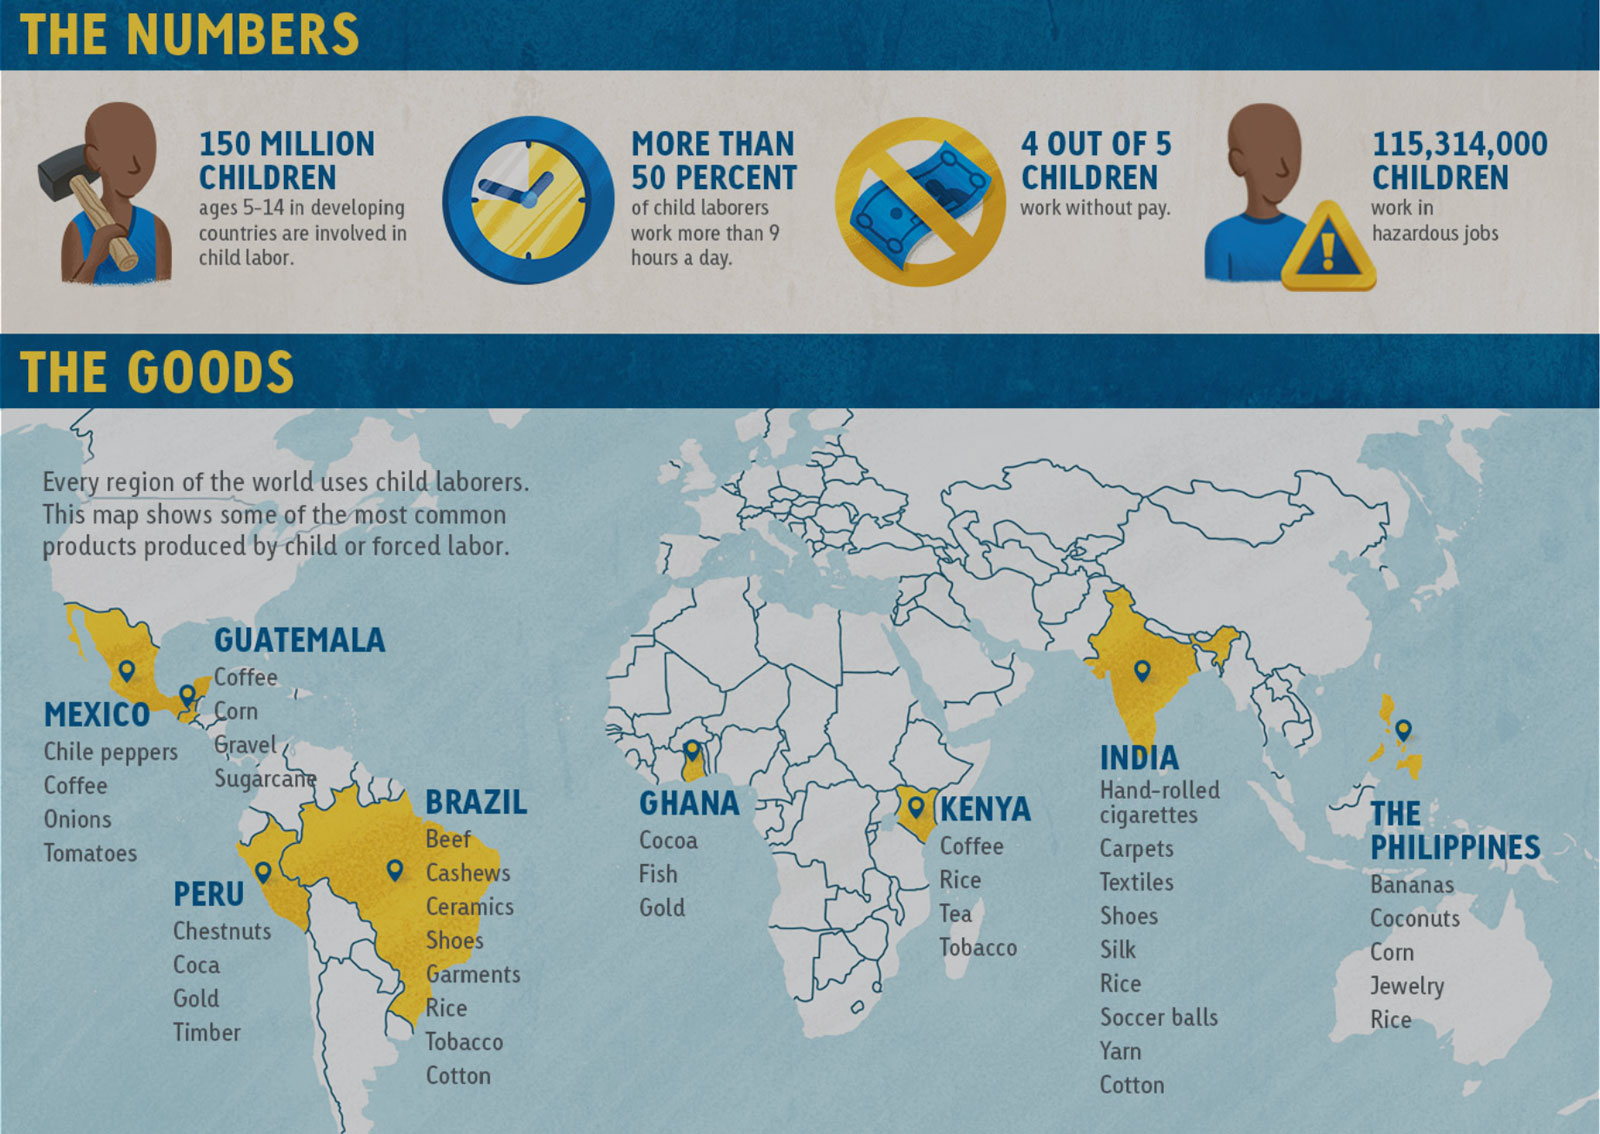 THE NUMBERS
150 MILLION
CHILDREN
ages 5-14 in developing
countries are involved in
child labor.
MORE THAN
50 PERCENT
of child laborers
work more than 9
hours a day.
4 OUT OF 5
CHILDREN
work without pay.
115,314,000
CHILDREN
work in
hazardous jobs
THE GOODS
Every region of the world uses child laborers.
This map shows some of the most common
products produced by child or forced labor.
GUATEMALA
Coffee
Corn
Gravel
Sugarcane
MEXICO
Chile peppers
Coffee
Onions
Tomatoes
PERU
Chestnuts
Coca
Gold
Timber
BRAZIL
Beef
Cashews
Ceramics
Shoes
Garments
Rice
Tobacco
Cotton
GHANA
Cocoa
Fish
Gold
KENYA
Coffee
Rice
Tea
Tobacco
INDIA
Hand-rolled
cigarettes
Carpets
Textiles
Shoes
Silk
Rice
Soccer balls
Yarn
Cotton
THE
PHILIPPINES
Bananas
Coconuts
Corn
Jewelry
Rice